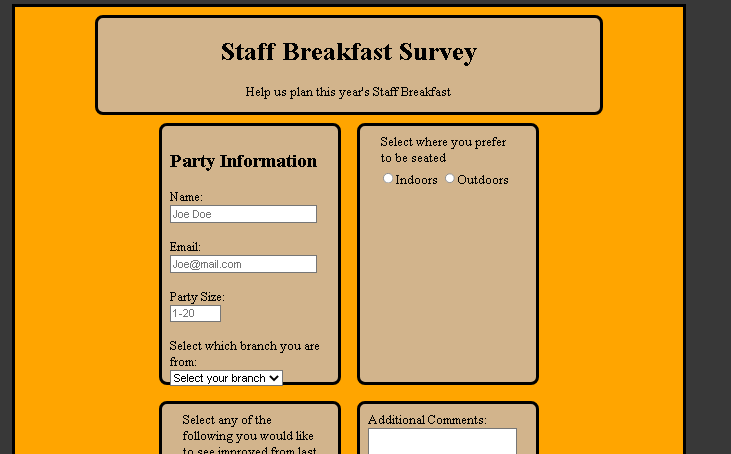 Staff Breakfast Survey
Help us plan this year's Staff Breakfast
Party Information
Name:
Joe Doe
Email:
Joe@mail.com
Party Size:
1-20
Select which branch you are
from:
Select your branch
Select where you prefer
to be seated
Indoors Outdoors
Select any of the
following you would like
to see improved from last
Additional Comments: